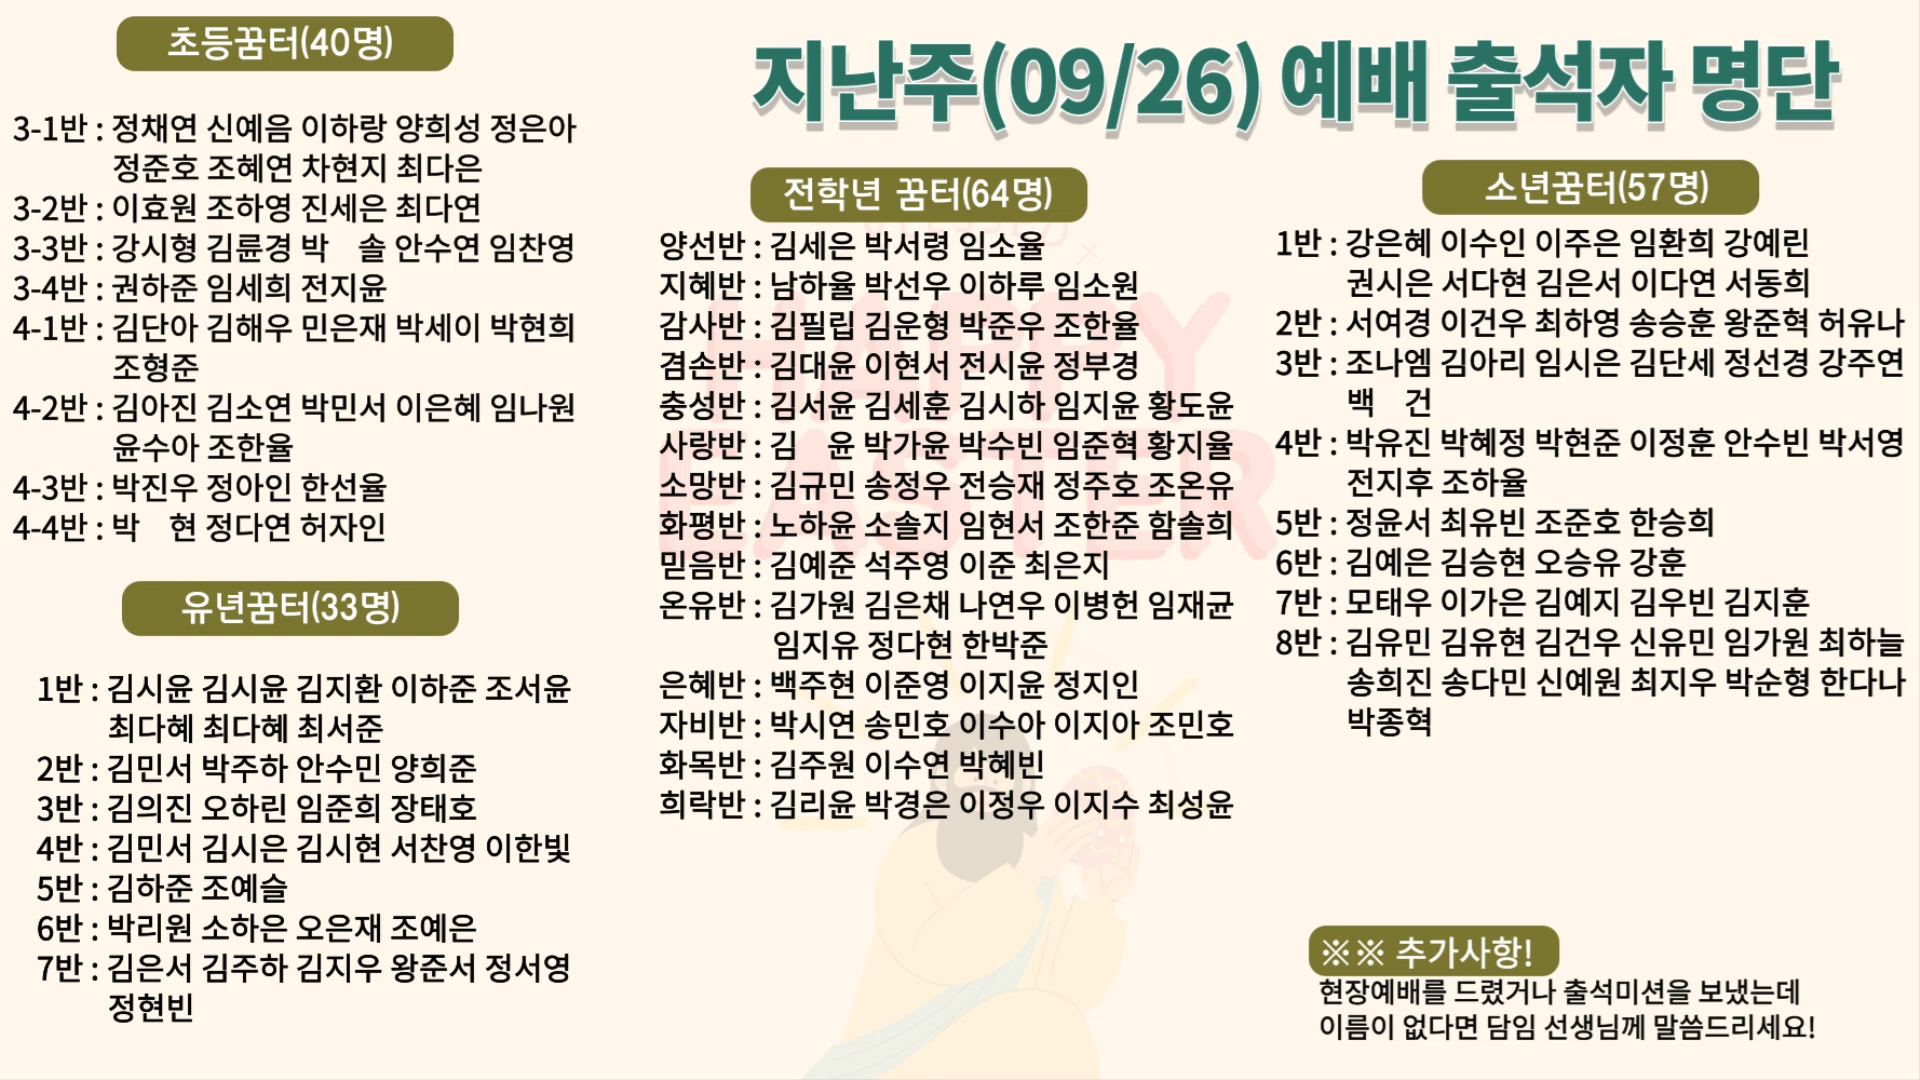 지난주(09/26) 예배 출석자 명단
초등꿈터(40명)
3-1반 : 정채연 신예음 이하랑 양희성 정은아
정준호 조혜연 차현지 최다은
3-2반 : 이효원 조하영 진세은 최다연
3-3반 : 강시형 김륜경 박 솔 안수연 임찬영
3-4반 : 권하준 임세희 전지윤
4-1반 : 김단아 김해우 민은재 박세이 박현희
조형준
4-2반 : 김아진 김소연 박민서 이은혜 임나원
윤수아 조한율
4-3반 : 박진우 정아인 한선율
4-4반 : 박 현 정다연 허자인
유년꿈터(33명)
1반 : 김시윤 김시윤 김지환 이하준 조서윤
최다혜 최다혜 최서준
2반 : 김민서 박주하 안수민 양희준
3반 : 김의진 오하린 임준희 장태호
4반 : 김민서 김시은 김시현 서찬영 이한빛
5반 : 김하준 조예슬
6반 : 박리원 소하은 오은재 조예은
7반 : 김은서 김주하 김지우 왕준서 정서영
정현빈
전학년 꿈터(64명)
양선반 : 김세은 박서령 임소율
지혜반 : 남하율 박선우 이하루 임소원
감사반 : 김필립 김운형 박준우 조한율
겸손반 : 김대윤 이현서 전시윤 정부경
충성반 : 김서윤 김세훈 김시하 임지윤 황도윤
사랑반 : 김 윤 박가윤 박수빈 임준혁 황지율
소망반 : 김규민 송정우 전승재 정주호 조온유
화평반 : 노하윤 소솔지 임현서 조한준 함솔희
믿음반 : 김예준 석주영 이준 최은지
온유반 : 김가원 김은채 나연우 이병헌 임재균
임지유 정다현 한박준
은혜반 : 백주현 이준영 이지윤 정지인
자비반 : 박시연 송민호 이수아 이지아 조민호
화목반 : 김주원 이수연 박혜빈
희락반 : 김리윤 박경은 이정우 이지수 최성윤
HAPPY
EASTER
소년꿈터(57명)
1반 : 강은혜 이수인 이주은 임환희 강예린
권시은 서다현 김은서 이다연 서동희
2반 : 서여경 이건우 최하영 송승훈 왕준혁 허유나
3반 : 조나엠 김아리 임시은 김단세 정선경 강주연
백 건
4반 : 박유진 박혜정 박현준 이정훈 안수빈 박서영
전지후 조하율
5반 : 정윤서 최유빈 조준호 한승희
6반 : 김예은 김승현 오승유 강훈
7반 : 모태우 이가은 김예지 김우빈 김지훈
8반 : 김유민 김유현 김건우 신유민 임가원 최하늘
송희진 송다민 신예원 최지우 박순형 한다나
박종혁
※※ 추가사항!
현장예배를 드렸거나 출석미션을 보냈는데
이름이 없다면 담임 선생님께 말씀드리세요!